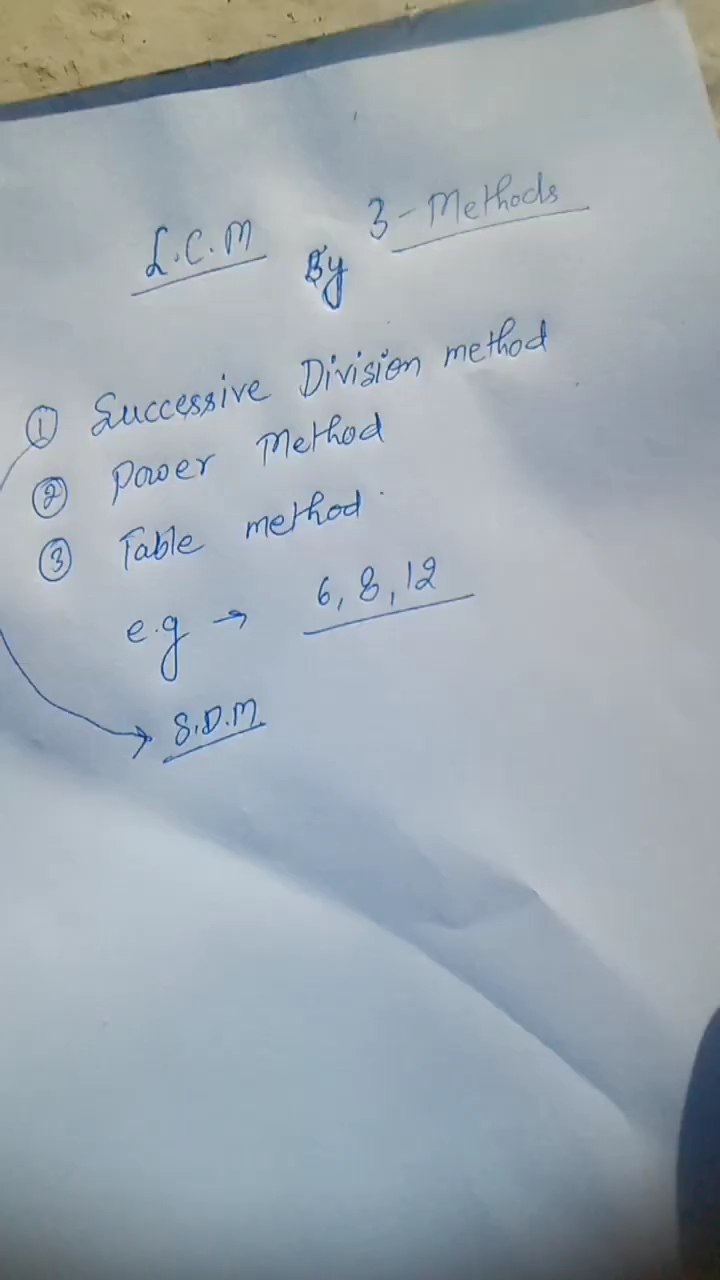 L.C.M By 3-Methods
① Successive Division method
② Power Method
③ Table method.
e.g → 6, 8, 12
→ S.D.M.